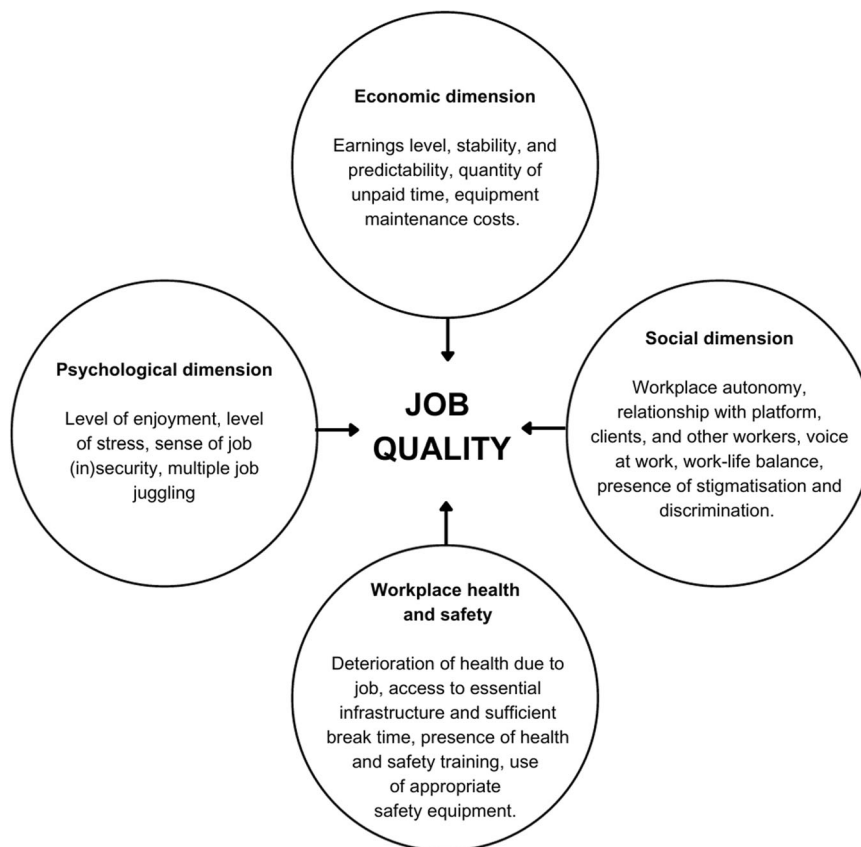 Economic dimension
Earnings level, stability, and
predictability, quantity of
unpaid time, equipment
maintenance costs.
Psychological dimension
Level of enjoyment, level
of stress, sense of job
(in)security, multiple job
juggling
JOB
QUALITY
Social dimension
Workplace autonomy,
relationship with platform,
clients, and other workers, voice
at work, work-life balance,
presence of stigmatisation and
discrimination.
Workplace health
and safety
Deterioration of health due to
job, access to essential
infrastructure and sufficient
break time, presence of health
and safety training, use
of appropriate
safety equipment.